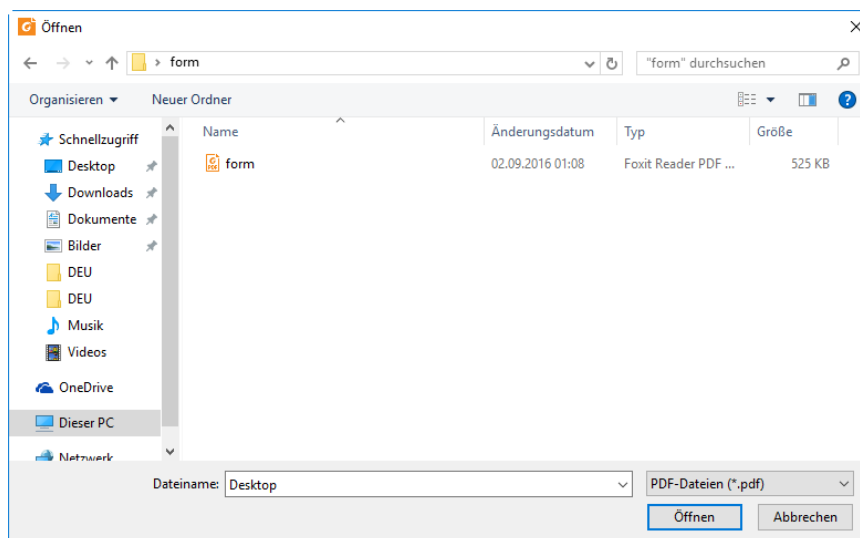 Öffnen
form
"form" durchsuchen
Organisieren
Neuer Ordner
Name
Änderungsdatum
Typ
Größe
form
02.09.2016 01:08
Foxit Reader PDF ...
525 KB
Schnellzugriff
Desktop
Downloads
Dokumente
Bilder
DEU
DEU
Musik
Videos
OneDrive
Dieser PC
Netzwerk
Dateiname:
Desktop
PDF-Dateien (*.pdf)
Öffnen
Abbrechen